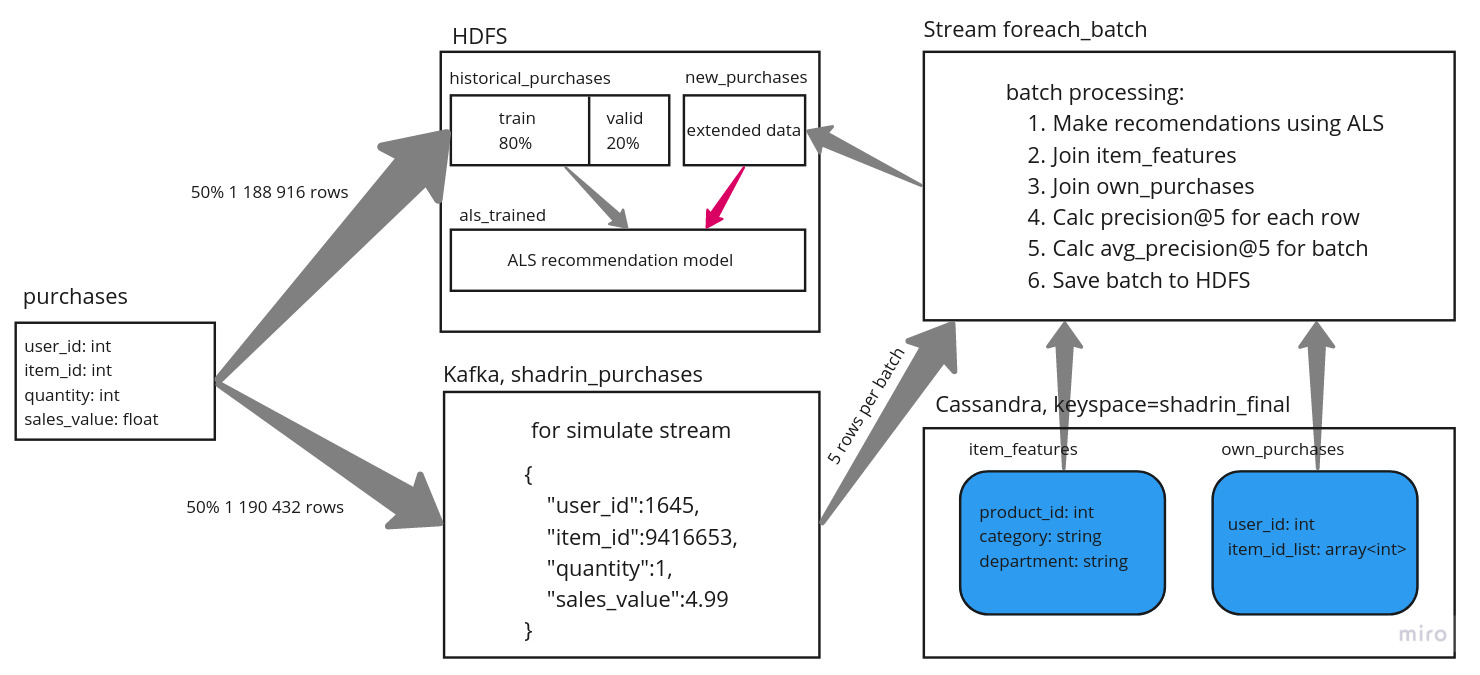 purchases
user_id: int
item_id: int
quantity: int
sales_value: float
50% 1 188 916 rows
50% 1 190 432 rows
HDFS
historical_purchases
train
80%
valid
20%
new_purchases
extended data
als_trained
ALS recommendation model
Kafka, shadrin_purchases
for simulate stream
{
"user_id":1645,
"item_id":9416653,
"quantity":1,
"sales_value":4.99
}
5 rows per batch
Stream foreach_batch
batch processing:
1. Make recomendations using ALS
2. Join item_features
3. Join own_purchases
4. Calc precision@5 for each row
5. Calc avg_precision@5 for batch
6. Save batch to HDFS
Cassandra, keyspace=shadrin_final
item_features
product_id: int
category: string
department: string
own_purchases
user_id: int
item_id_list: array<int>
miro